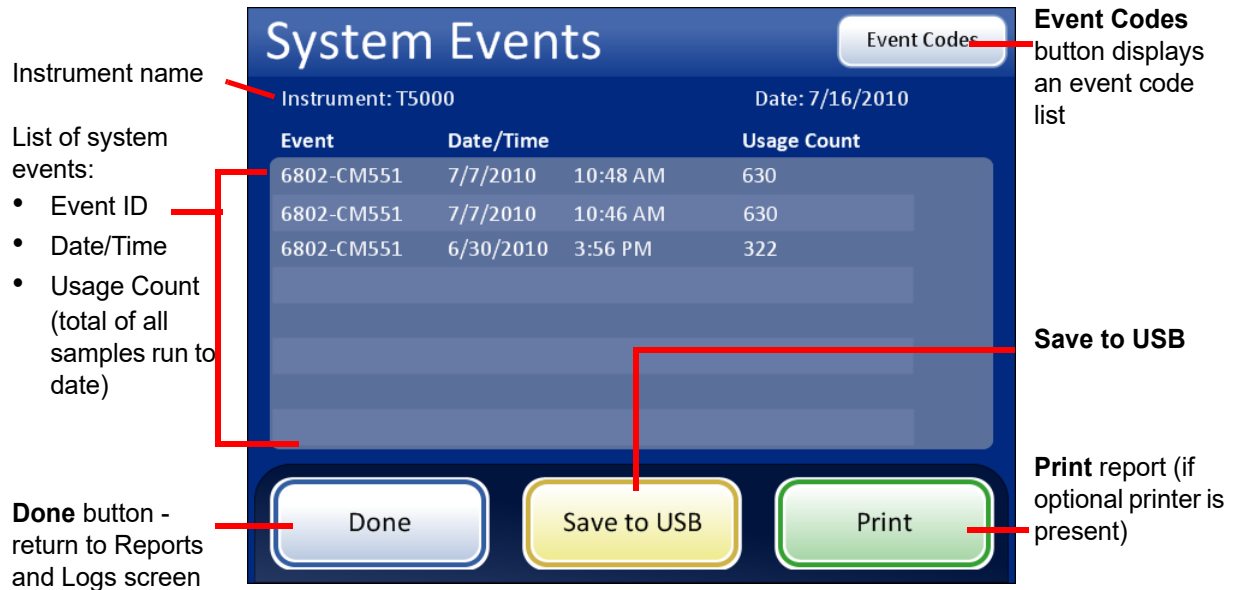 Instrument name
List of system
events:
• Event ID
• Date/Time
• Usage Count
(total of all
samples run to
date)
Done button -
return to Reports
and Logs screen
System Events
Event Codes
Instrument: T5000
Date: 7/16/2010
Event Date/Time Usage Count
6802-CM551 7/7/2010 10:48 AM 630
6802-CM551 7/7/2010 10:46 AM 630
6802-CM551 6/30/2010 3:56 PM 322
Done
Save to USB
Print
Event Codes
button displays
an event code
list
Save to USB
Print report (if
optional printer is
present)